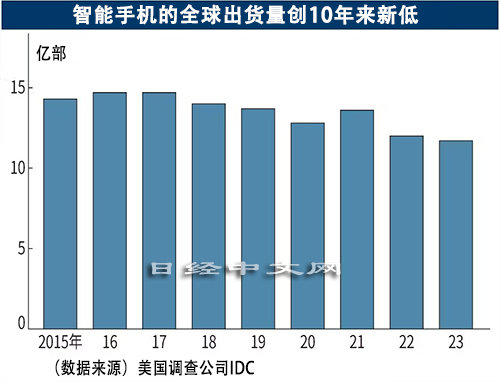 智能手机的全球出货量创10年来新低
亿部
15
10
5
0
日经中文网
2015年 16 17 18 19 20 21 22 23
（数据来源）美国调查公司IDC